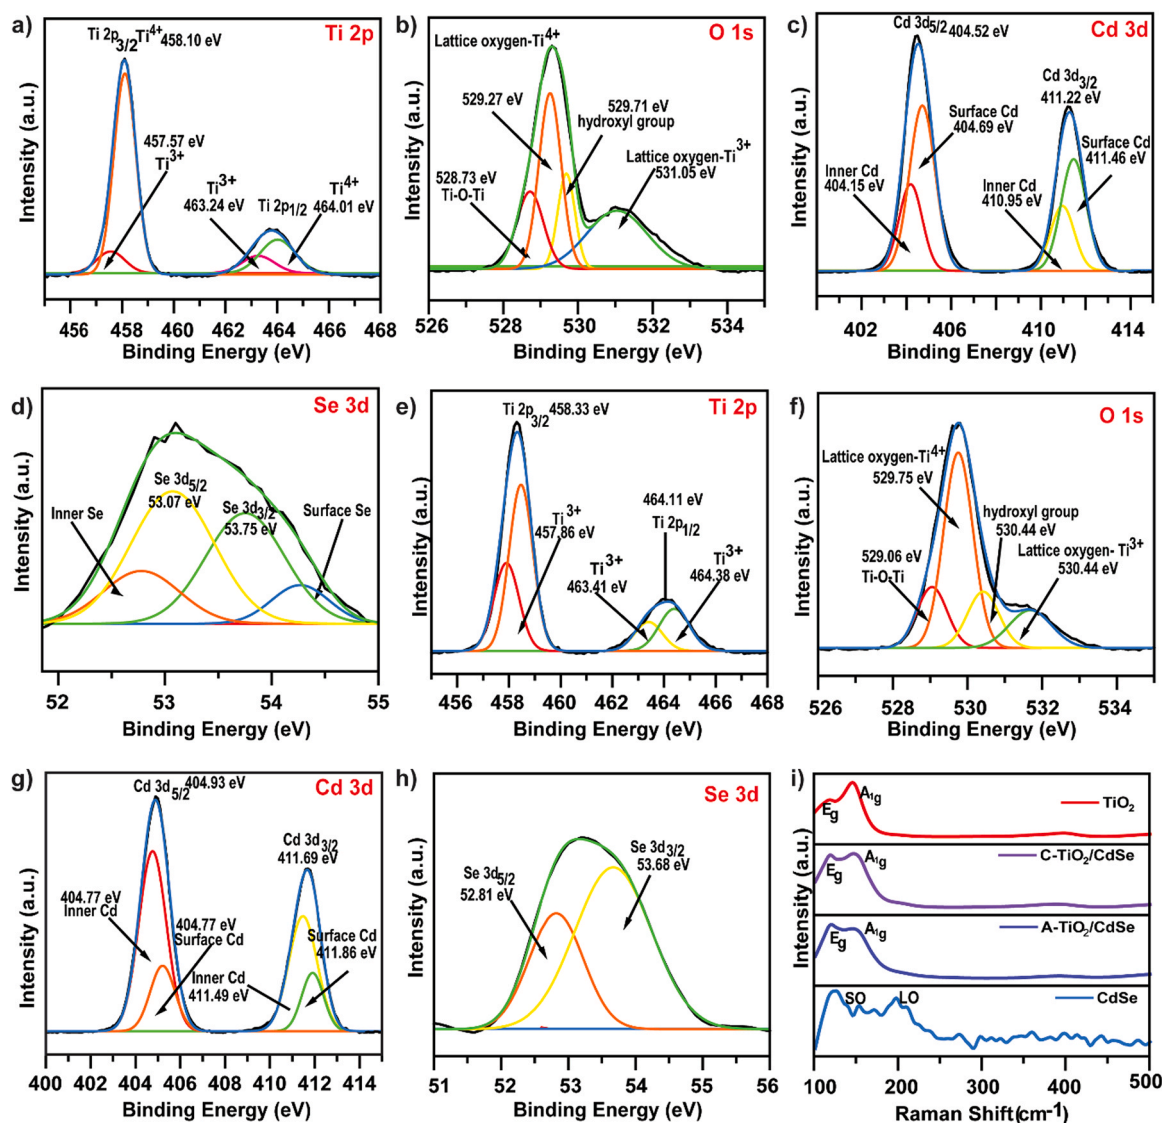 a)
Ti 2p
Ti 2p3/2 Ti4+ 458.10 eV
457.57 eV
Ti3+
Ti3+
463.24 eV
Ti 2p1/2
Ti4+
464.01 eV
Intensity (a.u.)
456 458 460 462 464 466 468
Binding Energy (eV)
b)
O 1s
Lattice oxygen-Ti4+
529.27 eV
529.71 eV
hydroxyl group
528.73 eV
Ti-O-Ti
Lattice oxygen-Ti3+
531.05 eV
Intensity (a.u.)
526 528 530 532 534
Binding Energy (eV)
c)
Cd 3d
Cd 3d5/2 404.52 eV
Cd 3d3/2
411.22 eV
Surface Cd
404.69 eV
Surface Cd
411.46 eV
Inner Cd
404.15 eV
Inner Cd
410.95 eV
Intensity (a.u.)
402 406 410 414
Binding Energy (eV)
d)
Se 3d
Inner Se
Se 3d5/2
53.07 eV
Se 3d3/2
53.75 eV
Surface Se
Intensity (a.u.)
52 53 54 55
Binding Energy (eV)
e)
Ti 2p
Ti 2p3/2 458.33 eV
Ti3+
457.86 eV
464.11 eV
Ti 2p1/2
Ti3+
463.41 eV
Ti3+
464.38 eV
Intensity (a.u.)
456 458 460 462 464 466 468
Binding Energy (eV)
f)
O 1s
Lattice oxygen-Ti4+
529.75 eV
hydroxyl group
530.44 eV
529.06 eV
Ti-O-Ti
Lattice oxygen- Ti3+
530.44 eV
Intensity (a.u.)
526 528 530 532 534
Binding Energy (eV)
g)
Cd 3d
Cd 3d5/2 404.93 eV
Cd 3d3/2
411.69 eV
404.77 eV
Inner Cd
404.77 eV
Surface Cd
Inner Cd
411.49 eV
Surface Cd
411.86 eV
Intensity (a.u.)
400 402 404 405 408 410 412 414
Binding Energy (eV)
h)
Se 3d
Se 3d5/2
52.81 eV
Se 3d3/2
53.68 eV
Intensity (a.u.)
51 52 53 54 55 56
Binding Energy (eV)
i)
Eg A1g TiO2
Eg A1g C-TiO2/CdSe
Eg A1g A-TiO2/CdSe
SO LO CdSe
Intensity (a.u.)
100 200 300 400 500
Raman Shift(cm-1)